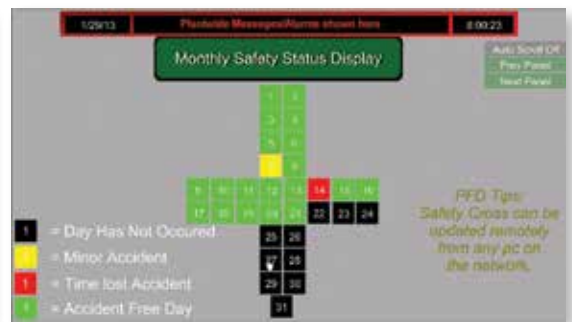 1/29/13 Plantwide Messages/Alarms shown here 8:00:23
Monthly Safety Status Display
Auto Scroll Off
Prev Panel
Next Panel
1 2
3 4
5 6
7 8
9 10 11 12 13 14 15 16
17 18 19 20 21 22 23 24
25 26
27 28
29 30
31
1 = Day Has Not Occured
1 = Minor Accident
1 = Time lost Accident
1 = Accident Free Day
PFD Tips:
Safety Cross can be
updated remotely
from any pc on
the network.